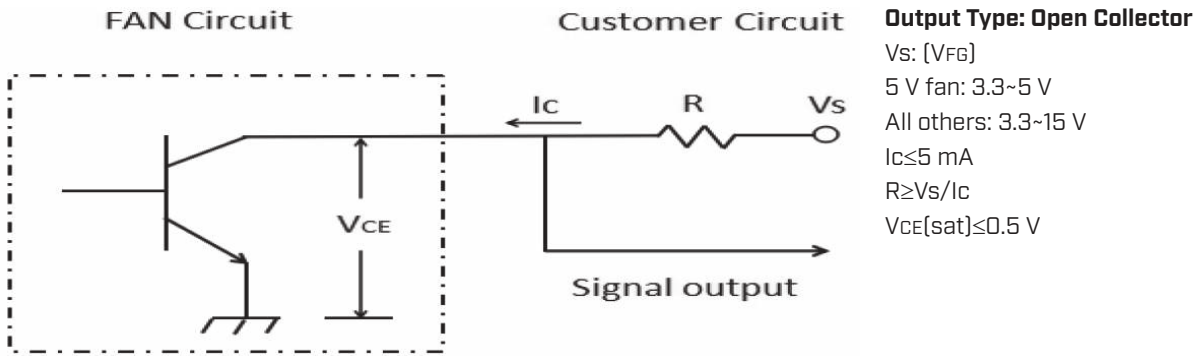 FAN Circuit
Customer Circuit
Ic
R
Vs
VCE
Signal output
Output Type: Open Collector
Vs: (VFG)
5 V fan: 3.3~5 V
All others: 3.3~15 V
Ic≤5 mA
R≥Vs/Ic
VCE(sat)≤0.5 V